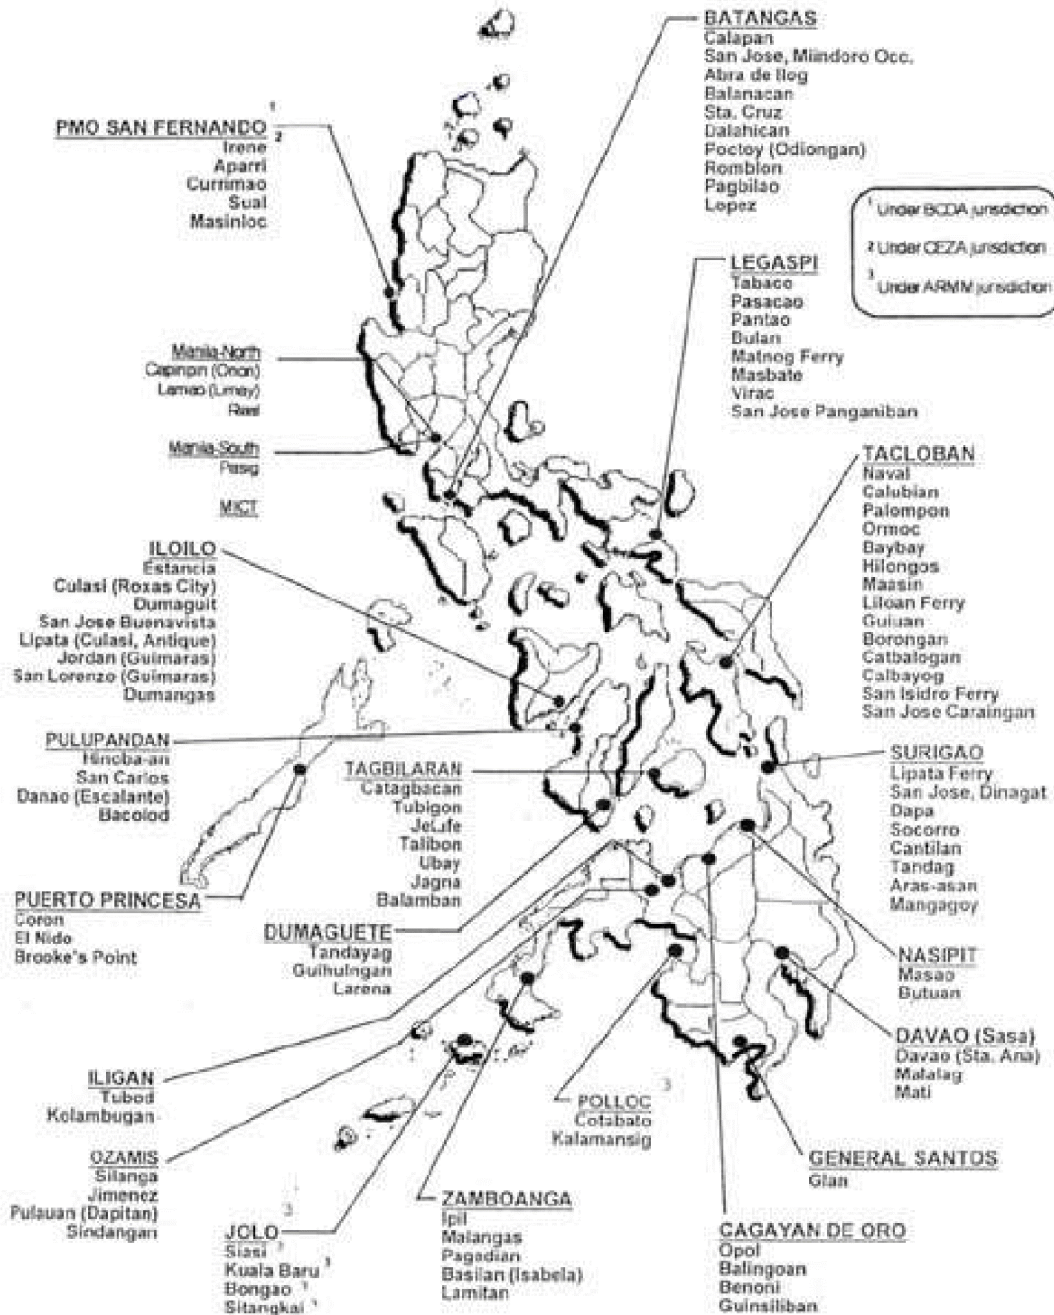 BATANGAS
Calapan
San Jose, Miindoro Occ.
Abra de Ilog
Balanacan
Sta. Cruz
Dalahican
Poctoy (Odiongan)
Romblon
Pagbilao
Lopez
PMO SAN FERNANDO 1
Irene 2
Aparri
Currimao
Sual
Masinloc
1 Under BCDA jurisdiction
2 Under CEZA jurisdiction
3 Under ARMM jurisdiction
LEGASPI
Tabaco
Pasacao
Pantao
Bulan
Matnog Ferry
Masbate
Virac
San Jose Panganiban
Manila-North
Capinpin (Orion)
Lamao (Limay)
Manila-South
Pasig
MICT
TACLOBAN
Naval
Calubian
Palompon
Ormoc
Baybay
Hilongos
Maasin
Liloan Ferry
Guiuan
Borongan
Catbalogan
Calbayog
San Isidro Ferry
San Jose Caraingan
ILOILO
Estancia
Culasi (Roxas City)
Dumaguit
San Jose Buenavista
Lipata (Culasi, Antique)
Jordan (Guimaras)
San Lorenzo (Guimaras)
Dumangas
PULUPANDAN
Hinoba-an
San Carlos
Danao (Escalante)
Bacolod
TAGBILARAN
Catagbacan
Tubigon
Talibon
Ubay
Jagna
Balamban
SURIGAO
Lipata Ferry
San Jose, Dinagat
Dapa
Socorro
Cantilan
Tandag
Aras-asan
Mangagoy
PUERTO PRINCESA
Coron
El Nido
Brooke's Point
DUMAGUETE
Tandayag
Guihulngan
Larena
NASIPIT
Masao
Butuan
DAVAO (Sasa)
Davao (Sta. Ana)
Malalag
Mati
ILIGAN
Tubod
Kolambugan
POLLOC 3
Cotabato
Kalamansig
OZAMIS
Silanga
Jimenez
Pulauan (Dapitan)
Sindangan
GENERAL SANTOS
Glan
JOLO 3
Siasi
Kuala Baru 3
Bongao
Sitangkai
ZAMBOANGA
Ipil
Malangas
Pagadian
Basilan (Isabela)
Lamitan
CAGAYAN DE ORO
Opol
Balingoan
Benoni
Guinsiliban